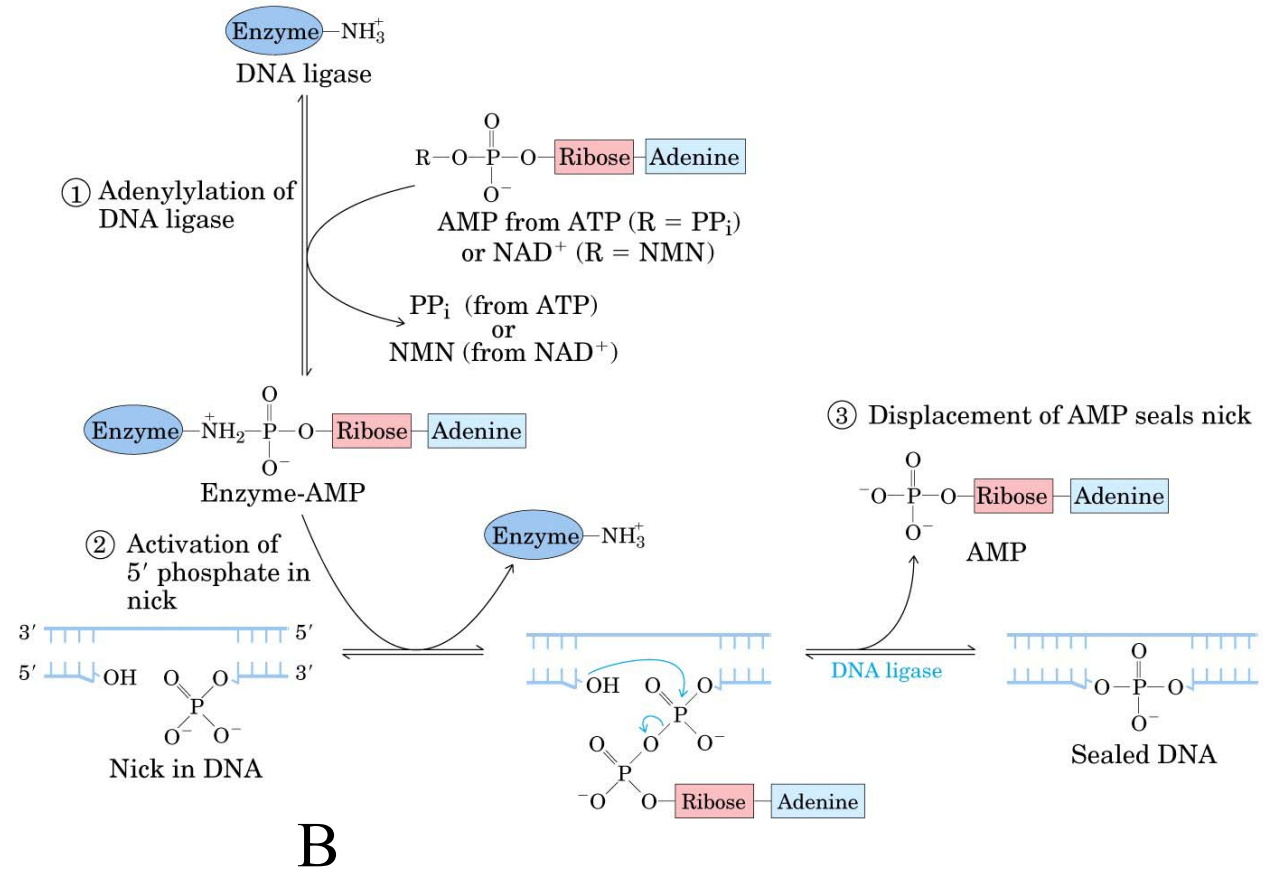 Enzyme–NH₃⁺
DNA ligase
① Adenylylation of
DNA ligase
O
R–O–P–O–Ribose–Adenine
O⁻
AMP from ATP (R = PPᵢ)
or NAD⁺ (R = NMN)
PPᵢ (from ATP)
or
NMN (from NAD⁺)
O
Enzyme–N⁺H₂–P–O–Ribose–Adenine
O⁻
Enzyme-AMP
② Activation of
5′ phosphate in
nick
Enzyme–NH₃⁺
③ Displacement of AMP seals nick
O
⁻O–P–O–Ribose–Adenine
O⁻
AMP
3′ 5′
5′ OH O O 3′
P
O⁻ O⁻
Nick in DNA
OH O O
P
O O O⁻
P
⁻O O–Ribose–Adenine
DNA ligase
O
O–P–O
O⁻
Sealed DNA
B